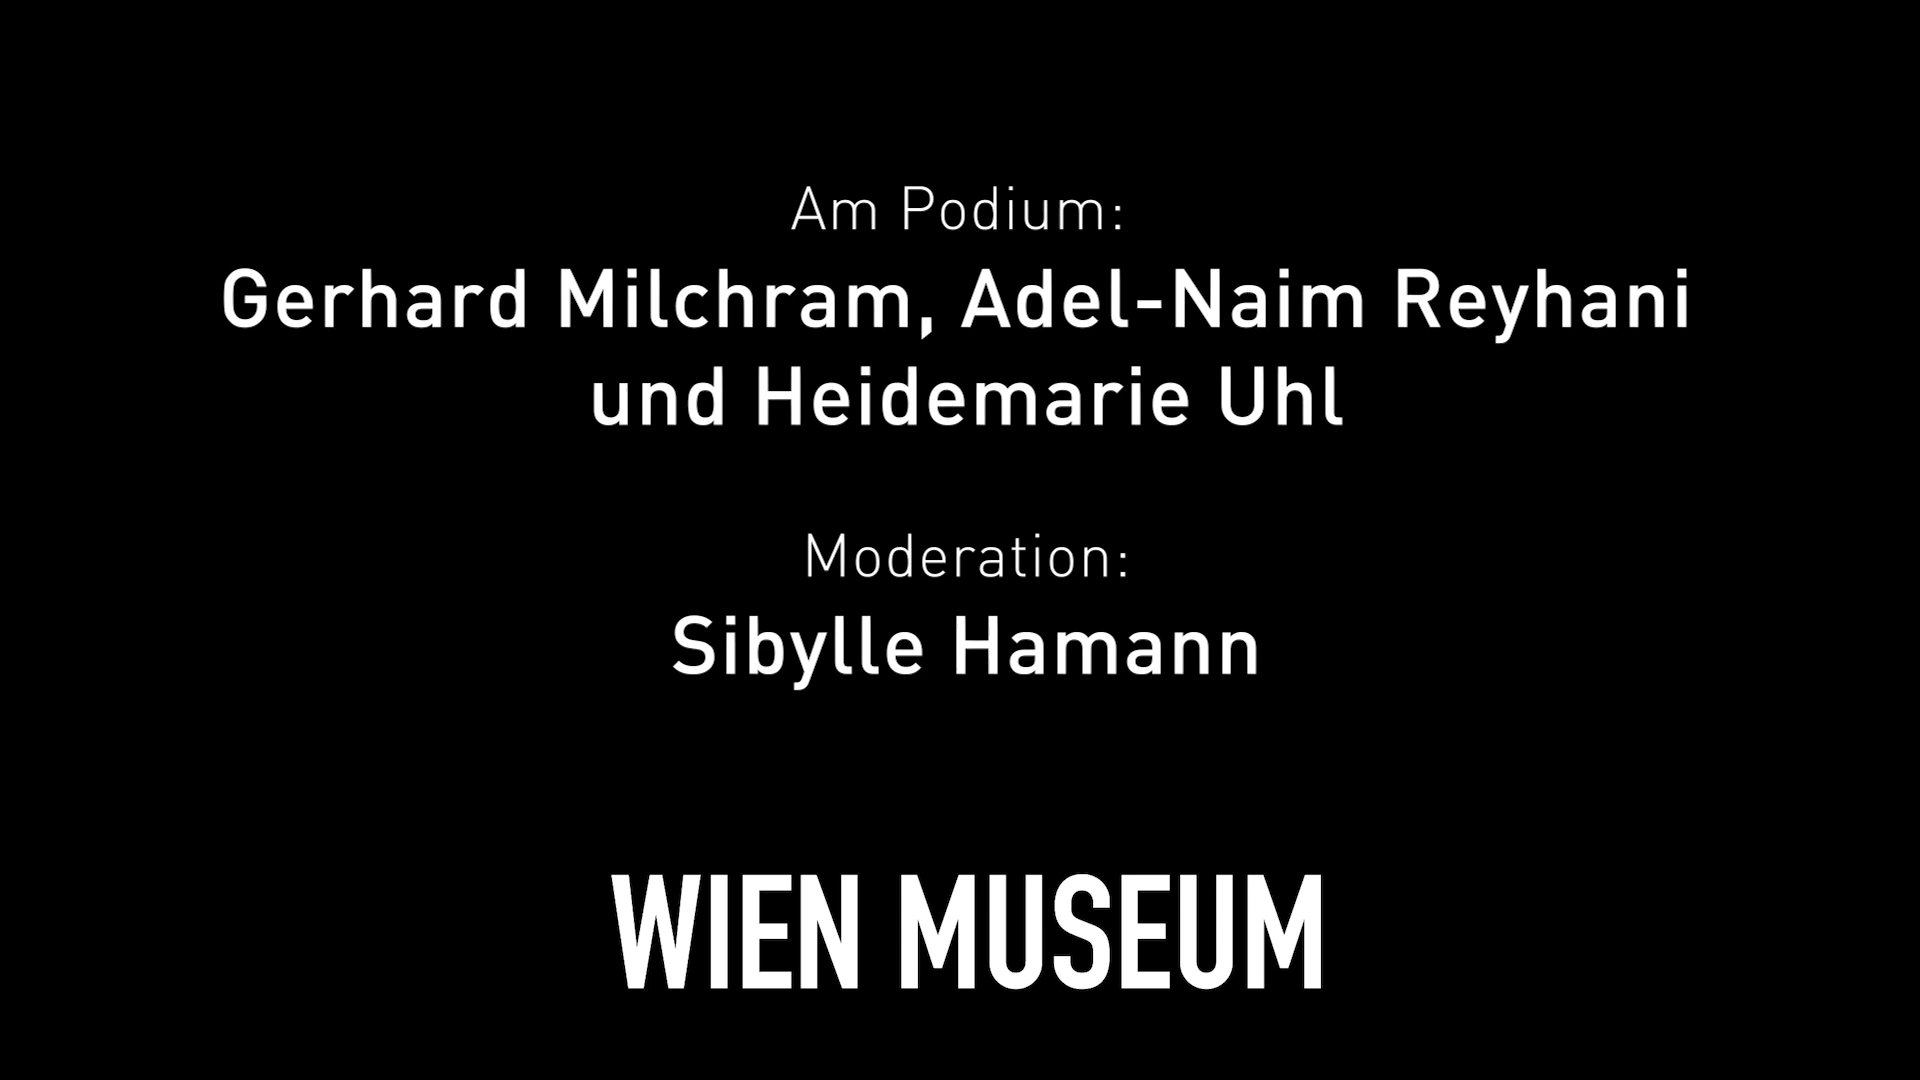 Am Podium:
Gerhard Milchram, Adel-Naim Reyhani
und Heidemarie Uhl
Moderation:
Sibylle Hamann
WIEN MUSEUM